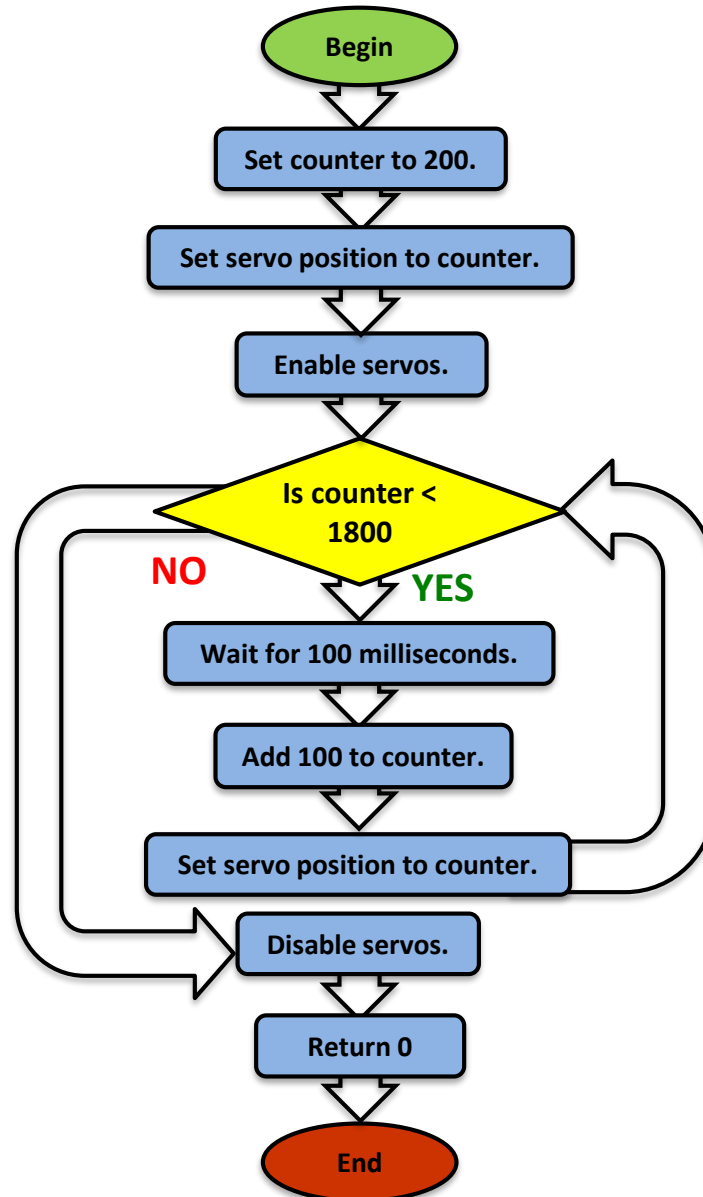 Begin
Set counter to 200.
Set servo position to counter.
Enable servos.
Is counter <
1800
NO
YES
Wait for 100 milliseconds.
Add 100 to counter.
Set servo position to counter.
Disable servos.
Return 0
End